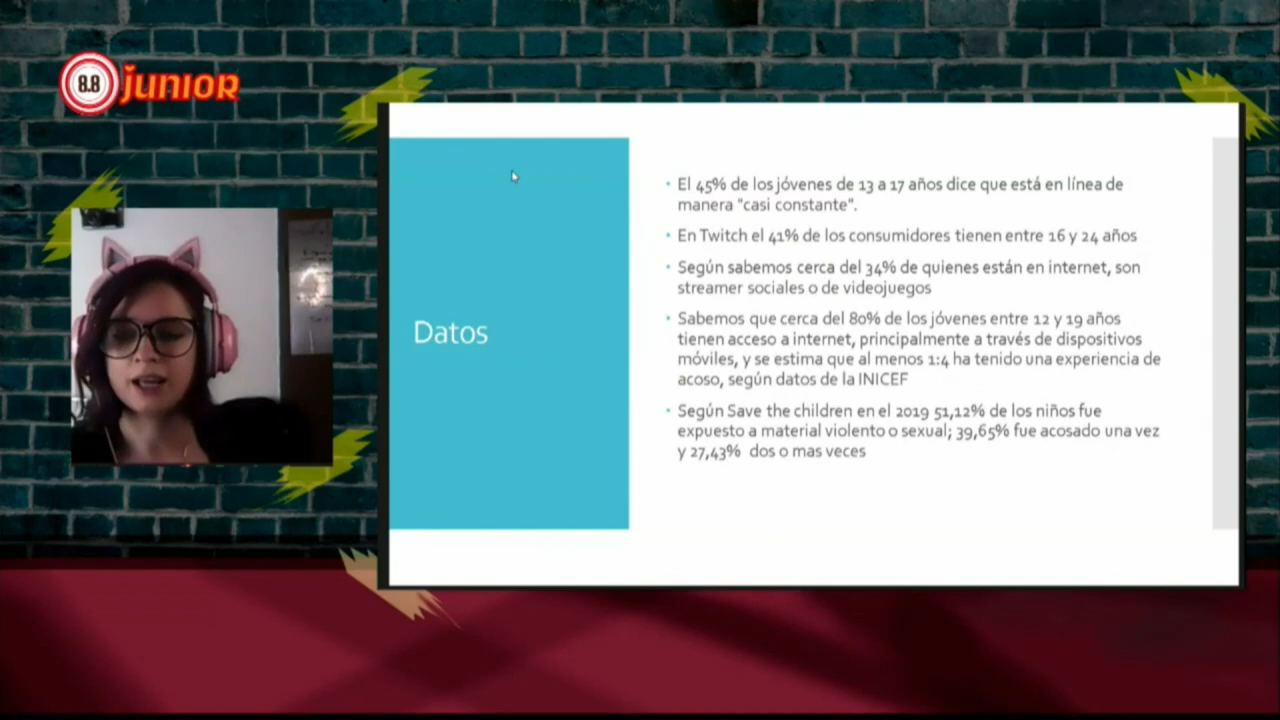 8.8 JUNIOR
Datos
El 45% de los jóvenes de 13 a 17 años dice que está en línea de
manera "casi constante".
En Twitch el 41% de los consumidores tienen entre 16 y 24 años
Según sabemos cerca del 34% de quienes están en internet, son
streamer sociales o de videojuegos
Sabemos que cerca del 80% de los jóvenes entre 12 y 19 años
tienen acceso a internet, principalmente a través de dispositivos
móviles, y se estima que al menos 1:4 ha tenido una experiencia de
acoso, según datos de la INICEF
Según Save the children en el 2019 51,12% de los niños fue
expuesto a material violento o sexual; 39,65% fue acosado una vez
y 27,43% dos o mas veces